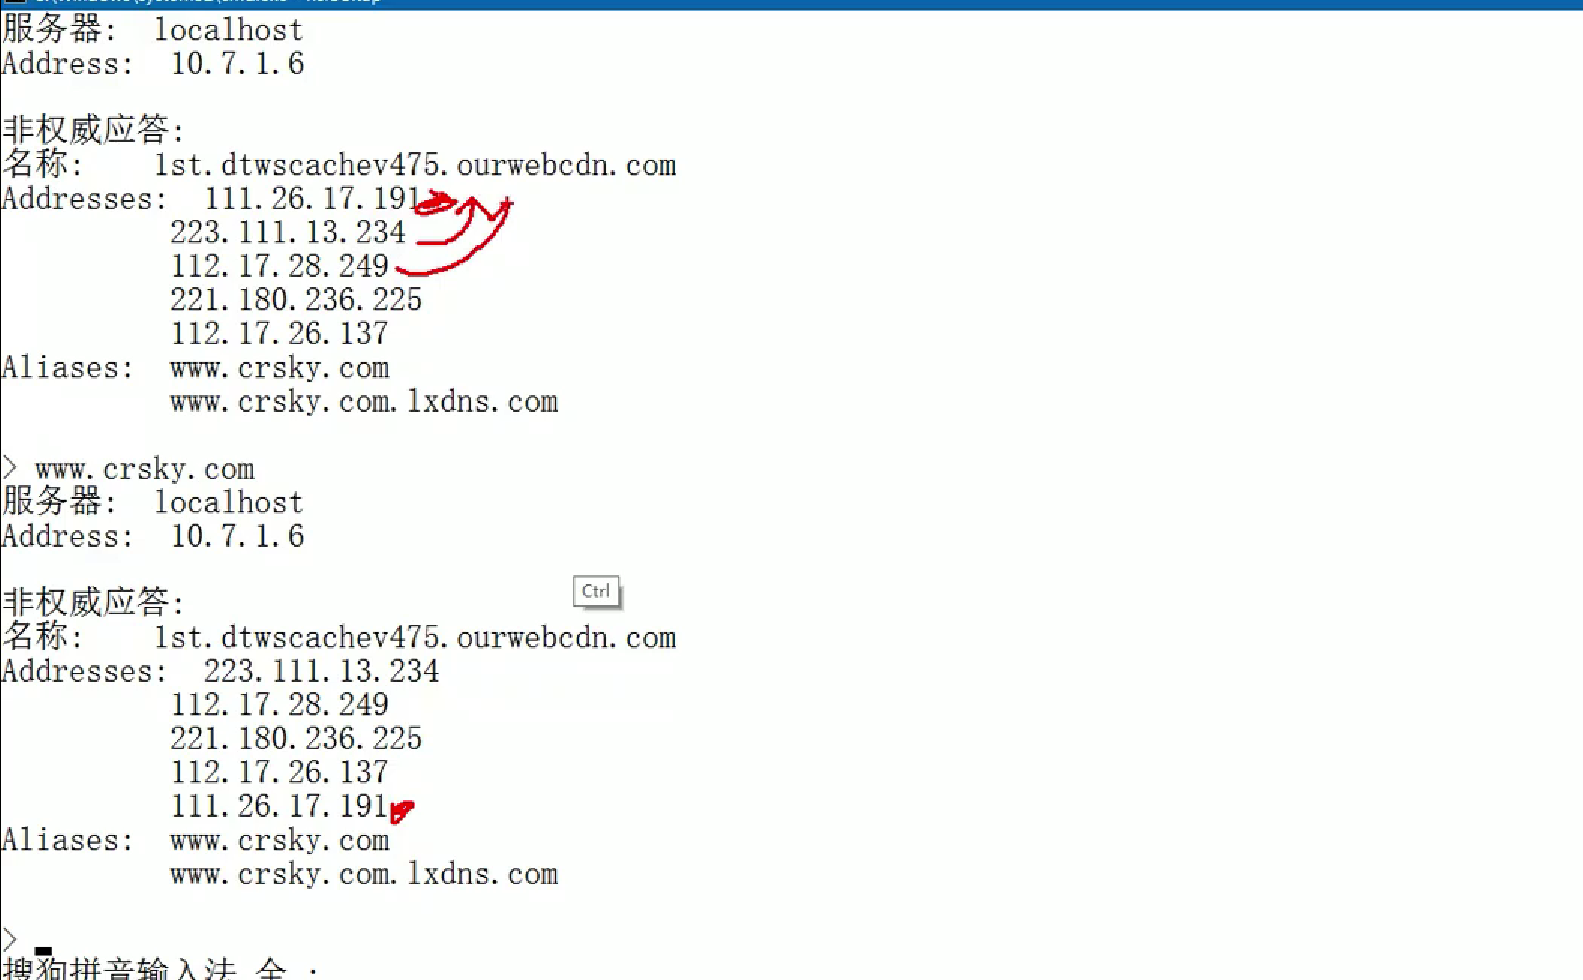 服务器:  localhost
Address:  10.7.1.6
非权威应答:
名称:    lst.dtwscachev475.ourwebcdn.com
Addresses:  111.26.17.191
223.111.13.234
112.17.28.249
221.180.236.225
112.17.26.137
Aliases:  www.crsky.com
www.crsky.com.lxdns.com
> www.crsky.com
服务器:  localhost
Address:  10.7.1.6
Ctrl
非权威应答:
名称:    lst.dtwscachev475.ourwebcdn.com
Addresses:  223.111.13.234
112.17.28.249
221.180.236.225
112.17.26.137
111.26.17.191
Aliases:  www.crsky.com
www.crsky.com.lxdns.com
>
搜狗拼音输入法 全 :